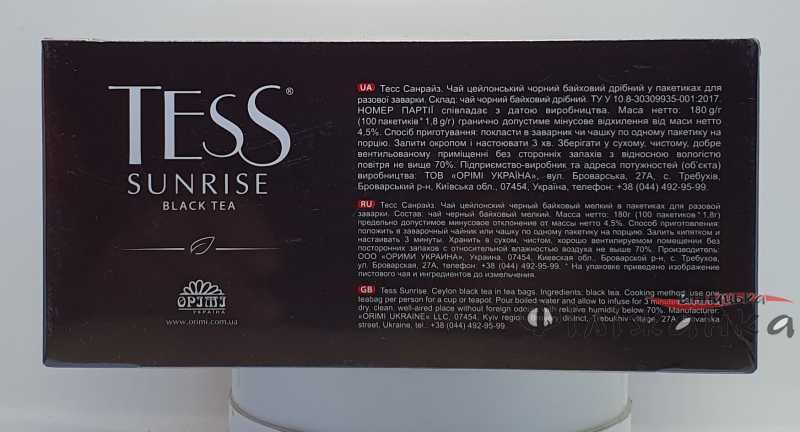 TESS®
SUNRISE
BLACK TEA
ОРІМІ
УКРАЇНА
www.orimi.com.ua
UA Тесс Санрайз. Чай цейлонський чорний байховий дрібний у пакетиках для
разової заварки. Склад: чай чорний байховий дрібний. ТУ У 10.8-30309935-001:2017.
НОМЕР ПАРТІЇ співпадає з датою виробництва. Маса нетто: 180 g/г
(100 пакетиків*1,8 g/г) гранично допустиме мінусове відхилення від маси нетто
4,5%. Спосіб приготування: покласти в заварник чи чашку по одному пакетику на
порцію. Залити окропом і настоювати 3 хв. Зберігати у сухому, чистому, добре
вентильованому приміщенні без сторонніх запахів з відносною вологістю
повітря не вище 70%. Підприємство-виробник та адреса потужностей (об'єкта)
виробництва: ТОВ «ОРІМІ УКРАЇНА», вул. Броварська, 27А, с. Требухів,
Броварський р-н, Київська обл., 07454, Україна, телефон: +38 (044) 492-95-99.
RU Тесс Санрайз. Чай цейлонский черный байховый мелкий в пакетиках для разовой
заварки. Состав: чай черный байховый мелкий. Масса нетто: 180г (100 пакетиков*1,8г)
предельно допустимое минусовое отклонение от массы нетто 4,5%. Способ приготовления:
положить в заварочный чайник или чашку по одному пакетику на порцию. Залить кипятком и
настаивать 3 минуты. Хранить в сухом, чистом, хорошо вентилируемом помещении без
посторонних запахов с относительной влажностью воздуха не выше 70%. Производитель:
ООО «ОРИМИ УКРАИНА», Украина, 07454, Киевская обл., Броварской р-н, с. Требухов,
ул. Броварская, 27А, телефон: +38 (044) 492-95-99. * На упаковке приведено изображение
листового чая и ингредиентов до измельчения
GB Tess Sunrise. Ceylon black tea in tea bags. Ingredients: black tea. Cooking method: use one
teabag per person for a cup or teapot. Pour boiled water and allow to infuse for 3
dry, clean, well-aired place without foreign odours with relative humidity below 70%. Manufacturer:
«ORIMI UKRAINE» LLC, 07454, Kyiv region, district, Trebukhiv village, 27A,
street, Ukraine, tel.: +38 (044) 492-95-99.